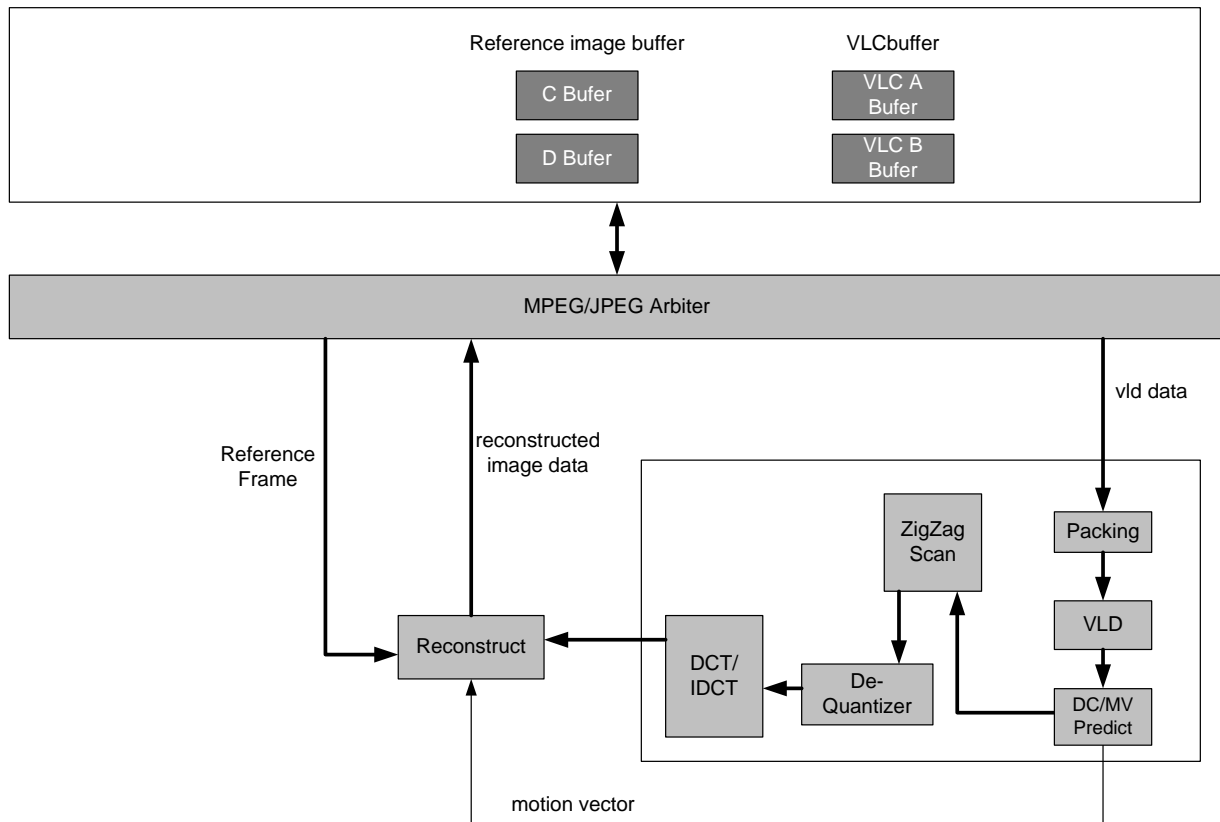 Reference image buffer
VLCbuffer
C Bufer
VLC A
Bufer
D Bufer
VLC B
Bufer
MPEG/JPEG Arbiter
vld data
Reference
Frame
reconstructed
image data
ZigZag
Scan
Packing
VLD
Reconstruct
DCT/
IDCT
De-
Quantizer
DC/MV
Predict
motion vector